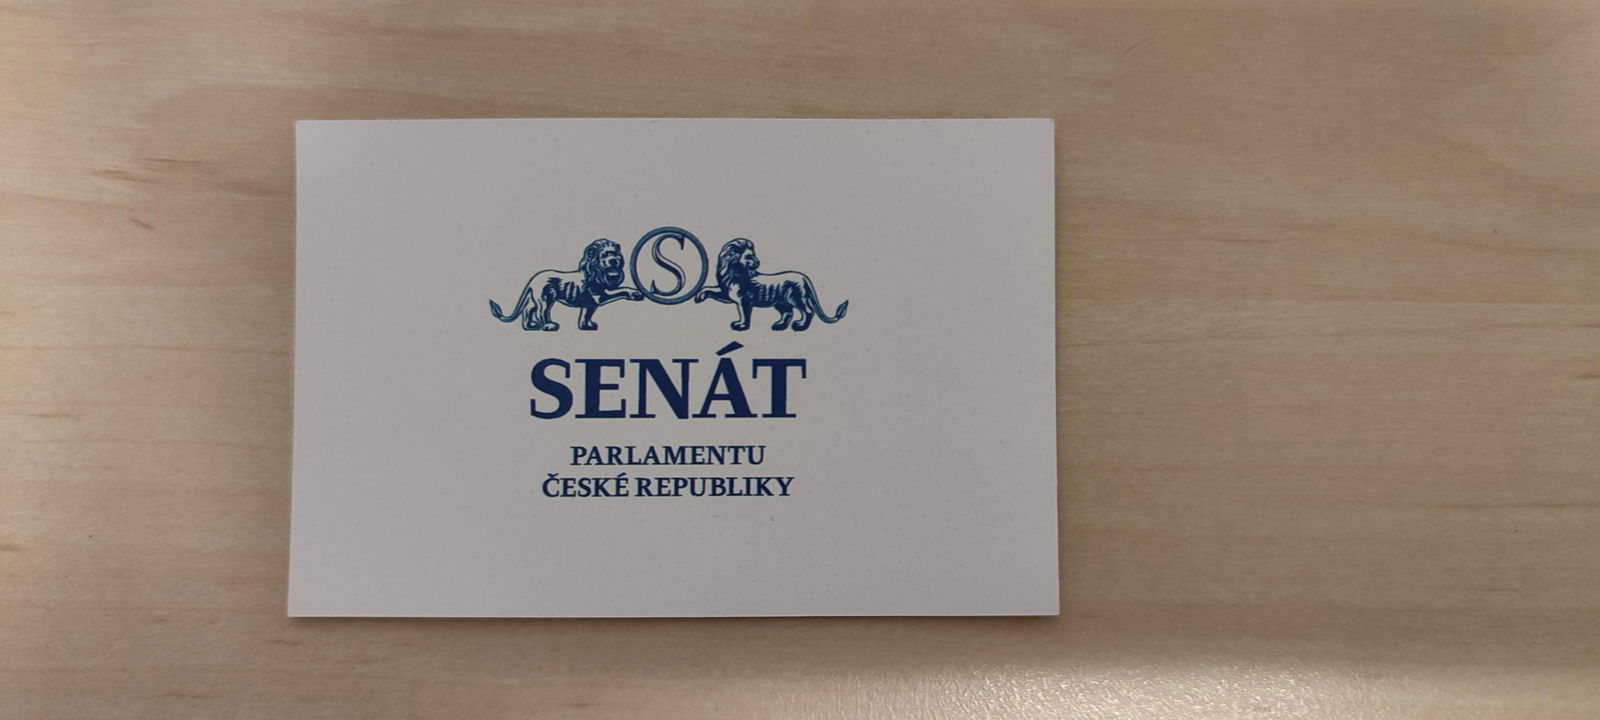 S
SENÁT
PARLAMENTU
ČESKÉ REPUBLIKY